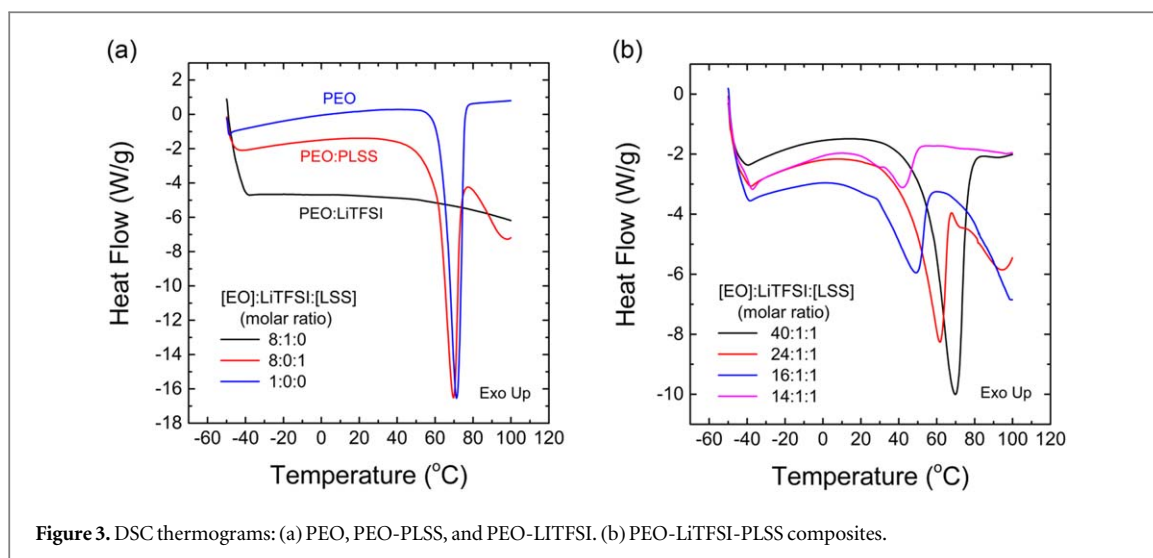 (a)
2
0
-2
-4
-6
-8
-10
-12
-14
-16
-18
Heat Flow (W/g)
PEO
PEO:PLSS
PEO:LiTFSI
[EO]:LiTFSI:[LSS]
(molar ratio)
8:1:0
8:0:1
1:0:0
Exo Up
-60 -40 -20 0 20 40 60 80 100 120
Temperature (°C)
(b)
0
-2
-4
-6
-8
-10
Heat Flow (W/g)
[EO]:LiTFSI:[LSS]
(molar ratio)
40:1:1
24:1:1
16:1:1
14:1:1
Exo Up
-60 -40 -20 0 20 40 60 80 100 120
Temperature (°C)
Figure 3. DSC thermograms: (a) PEO, PEO-PLSS, and PEO-LITFSI. (b) PEO-LiTFSI-PLSS composites.